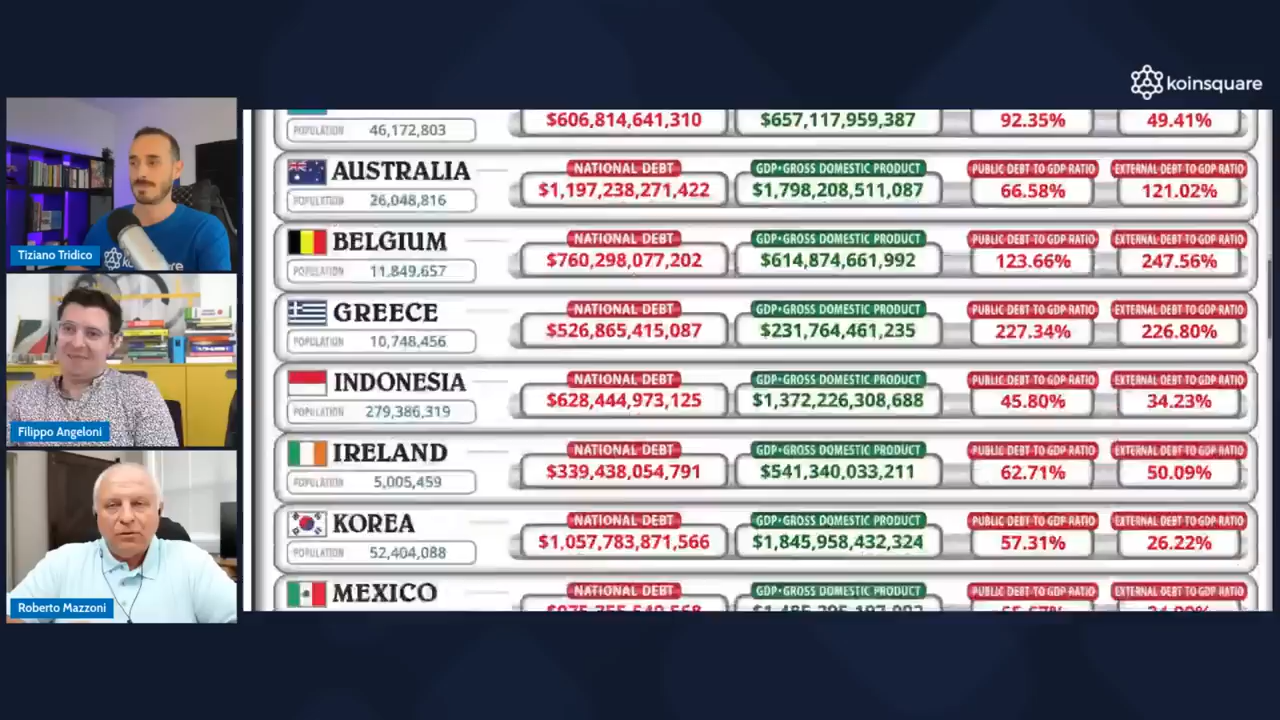 koinsquare
POPULATION 46,172,803 $606,814,641,310 $657,117,959,387 92.35% 49.41%
AUSTRALIA NATIONAL DEBT GDP•GROSS DOMESTIC PRODUCT PUBLIC DEBT TO GDP RATIO EXTERNAL DEBT TO GDP RATIO
POPULATION 26,048,816 $1,197,238,271,422 $1,798,208,511,087 66.58% 121.02%
BELGIUM NATIONAL DEBT GDP•GROSS DOMESTIC PRODUCT PUBLIC DEBT TO GDP RATIO EXTERNAL DEBT TO GDP RATIO
POPULATION 11,849,657 $760,298,077,202 $614,874,661,992 123.66% 247.56%
GREECE NATIONAL DEBT GDP•GROSS DOMESTIC PRODUCT PUBLIC DEBT TO GDP RATIO EXTERNAL DEBT TO GDP RATIO
POPULATION 10,748,456 $526,865,415,087 $231,764,461,235 227.34% 226.80%
INDONESIA NATIONAL DEBT GDP•GROSS DOMESTIC PRODUCT PUBLIC DEBT TO GDP RATIO EXTERNAL DEBT TO GDP RATIO
POPULATION 279,386,319 $628,444,973,125 $1,372,226,308,688 45.80% 34.23%
IRELAND NATIONAL DEBT GDP•GROSS DOMESTIC PRODUCT PUBLIC DEBT TO GDP RATIO EXTERNAL DEBT TO GDP RATIO
POPULATION 5,005,459 $339,438,054,791 $541,340,033,211 62.71% 50.09%
KOREA NATIONAL DEBT GDP•GROSS DOMESTIC PRODUCT PUBLIC DEBT TO GDP RATIO EXTERNAL DEBT TO GDP RATIO
POPULATION 52,404,088 $1,057,783,871,566 $1,845,958,432,324 57.31% 26.22%
MEXICO NATIONAL DEBT GDP•GROSS DOMESTIC PRODUCT PUBLIC DEBT TO GDP RATIO EXTERNAL DEBT TO GDP RATIO
Tiziano Tridico
koinsquare
Filippo Angeloni
Roberto Mazzoni